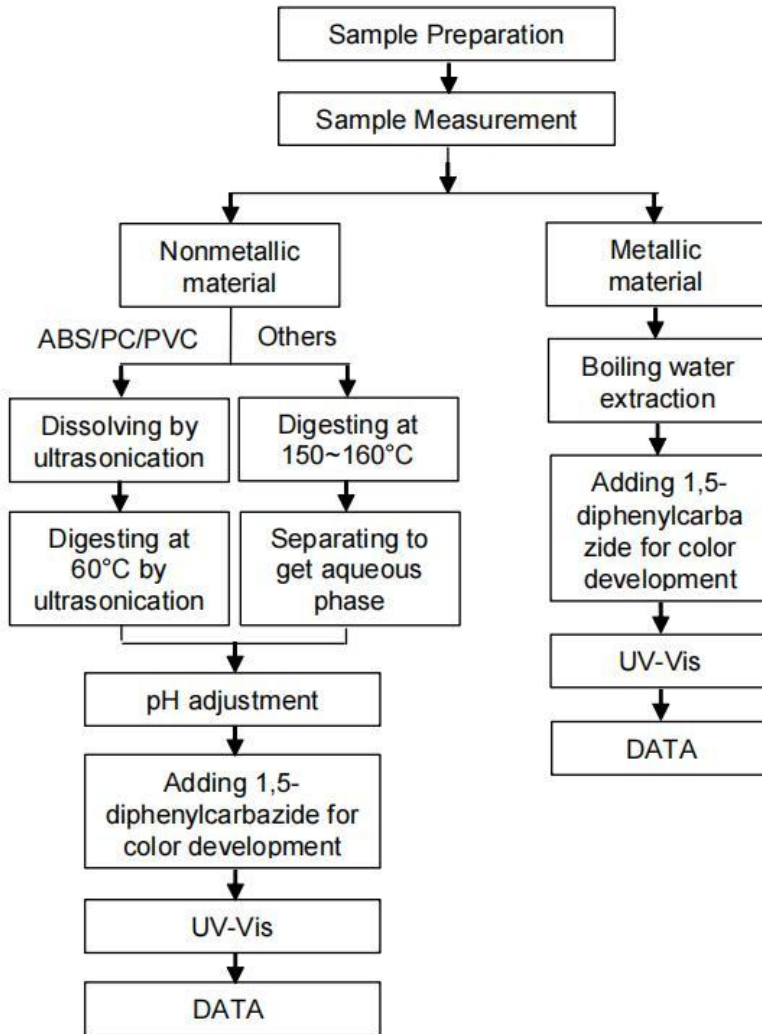 Sample Preparation
Sample Measurement
Nonmetallic
material
Metallic
material
ABS/PC/PVC
Others
Dissolving by
ultrasonication
Digesting at
150~160°C
Boiling water
extraction
Digesting at
60°C by
ultrasonication
Separating to
get aqueous
phase
Adding 1,5-
diphenylcarba
zide for color
development
pH adjustment
UV-Vis
DATA
Adding 1,5-
diphenylcarbazide for
color development
UV-Vis
DATA